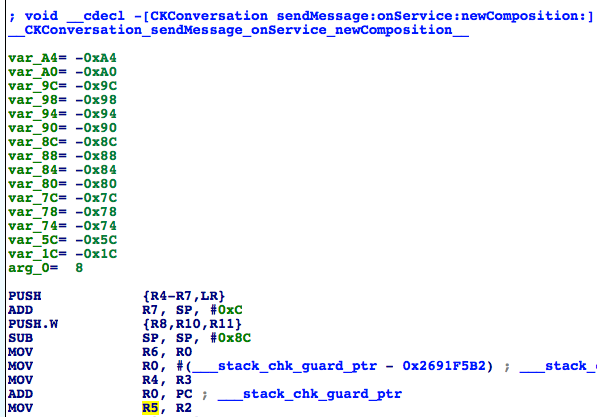 ; void __cdecl -[CKConversation sendMessage:onService:newComposition:]
__CKConversation_sendMessage_onService_newComposition__
var_A4= -0xA4
var_A0= -0xA0
var_9C= -0x9C
var_98= -0x98
var_94= -0x94
var_90= -0x90
var_8C= -0x8C
var_88= -0x88
var_84= -0x84
var_80= -0x80
var_7C= -0x7C
var_78= -0x78
var_74= -0x74
var_5C= -0x5C
var_1C= -0x1C
arg_0= 8
PUSH {R4-R7,LR}
ADD R7, SP, #0xC
PUSH.W {R8,R10,R11}
SUB SP, SP, #0x8C
MOV R6, R0
MOV R0, #(___stack_chk_guard_ptr - 0x2691F5B2) ; ___stack_c
MOV R4, R3
ADD R0, PC ; ___stack_chk_guard_ptr
MOV R5, R2